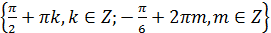 {π/2 + πk, k ∈ Z; − π/6 + 2πm, m ∈ Z}